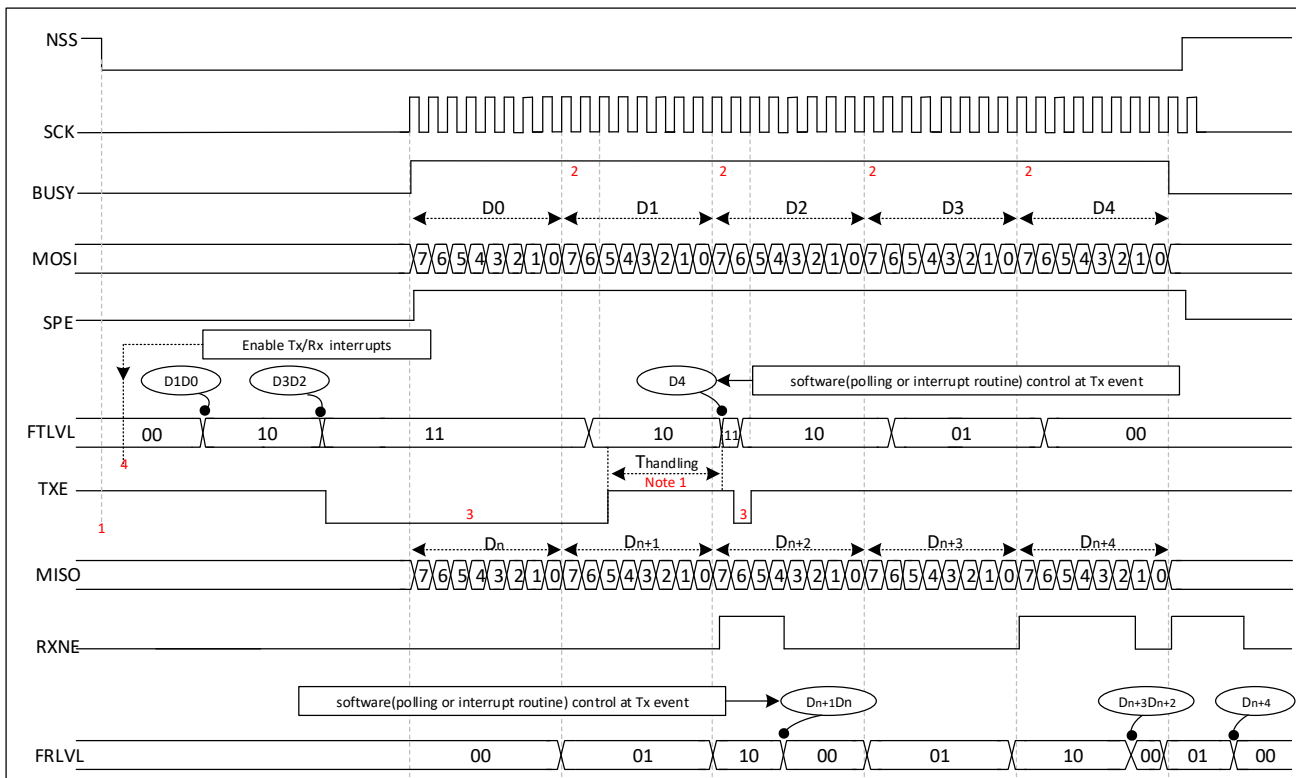 NSS
SCK
BUSY 2 2 2 2
D0 D1 D2 D3 D4
MOSI 7 6 5 4 3 2 1 0 7 6 5 4 3 2 1 0 7 6 5 4 3 2 1 0 7 6 5 4 3 2 1 0 7 6 5 4 3 2 1 0
SPE
Enable Tx/Rx interrupts
D1D0 D3D2 D4 software(polling or interrupt routine) control at Tx event
FTLVL 00 10 11 10 11 10 01 00
4 Thandling
Note 1
TXE
1 3 3
Dn Dn+1 Dn+2 Dn+3 Dn+4
MISO 7 6 5 4 3 2 1 0 7 6 5 4 3 2 1 0 7 6 5 4 3 2 1 0 7 6 5 4 3 2 1 0 7 6 5 4 3 2 1 0
RXNE
software(polling or interrupt routine) control at Tx event Dn+1Dn Dn+3Dn+2 Dn+4
FRLVL 00 01 10 00 01 10 00 01 00